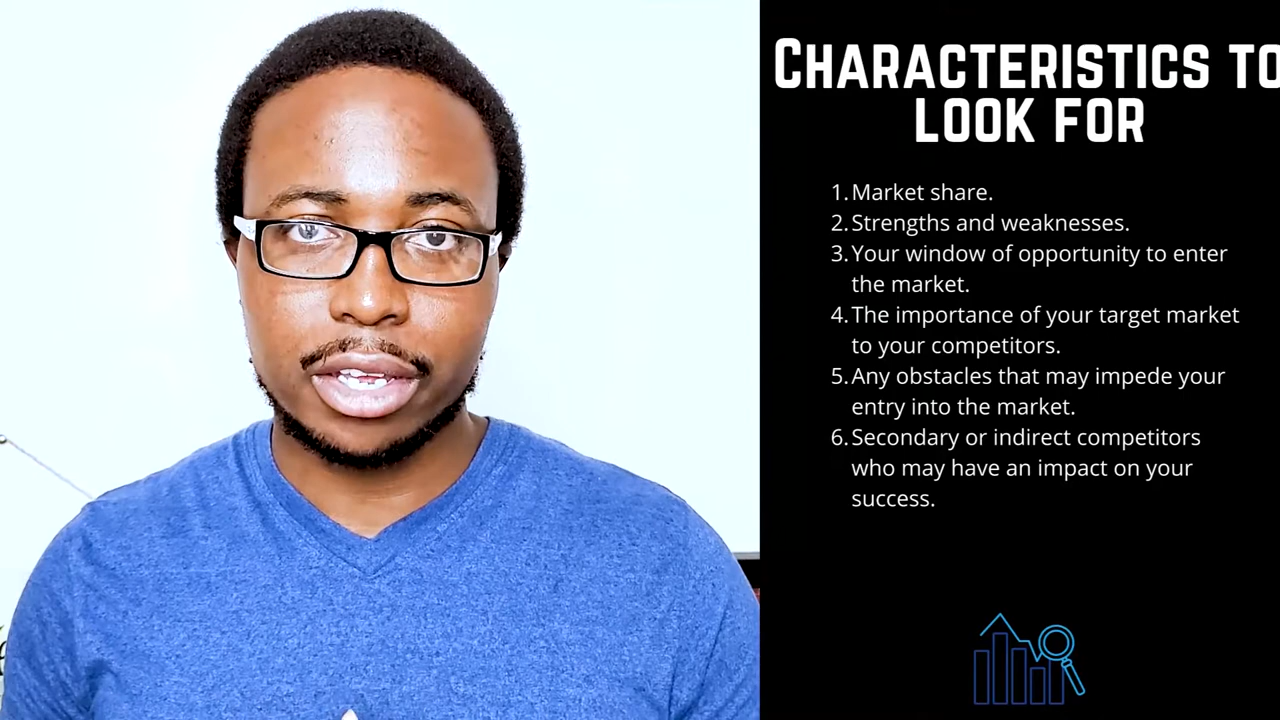 CHARACTERISTICS TO
LOOK FOR
1. Market share.
2. Strengths and weaknesses.
3. Your window of opportunity to enter
the market.
4. The importance of your target market
to your competitors.
5. Any obstacles that may impede your
entry into the market.
6. Secondary or indirect competitors
who may have an impact on your
success.